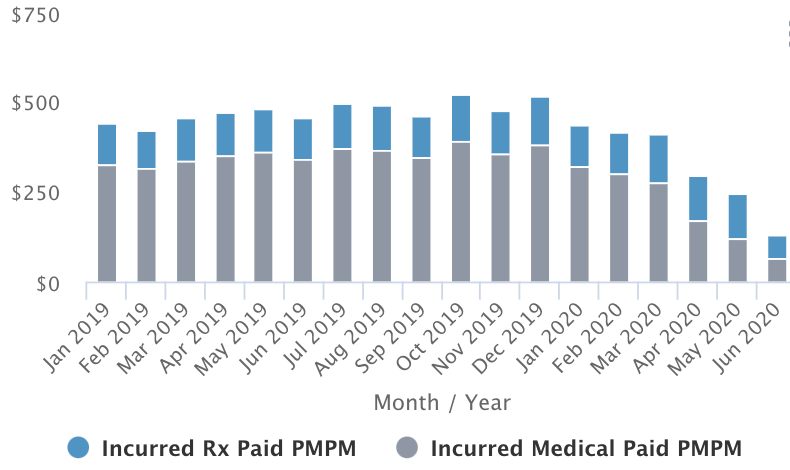 $750
$500
$250
$0
Jan 2019
Feb 2019
Mar 2019
Apr 2019
May 2019
Jun 2019
Jul 2019
Aug 2019
Sep 2019
Oct 2019
Nov 2019
Dec 2019
Jan 2020
Feb 2020
Mar 2020
Apr 2020
May 2020
Jun 2020
Month / Year
Incurred Rx Paid PMPM
Incurred Medical Paid PMPM